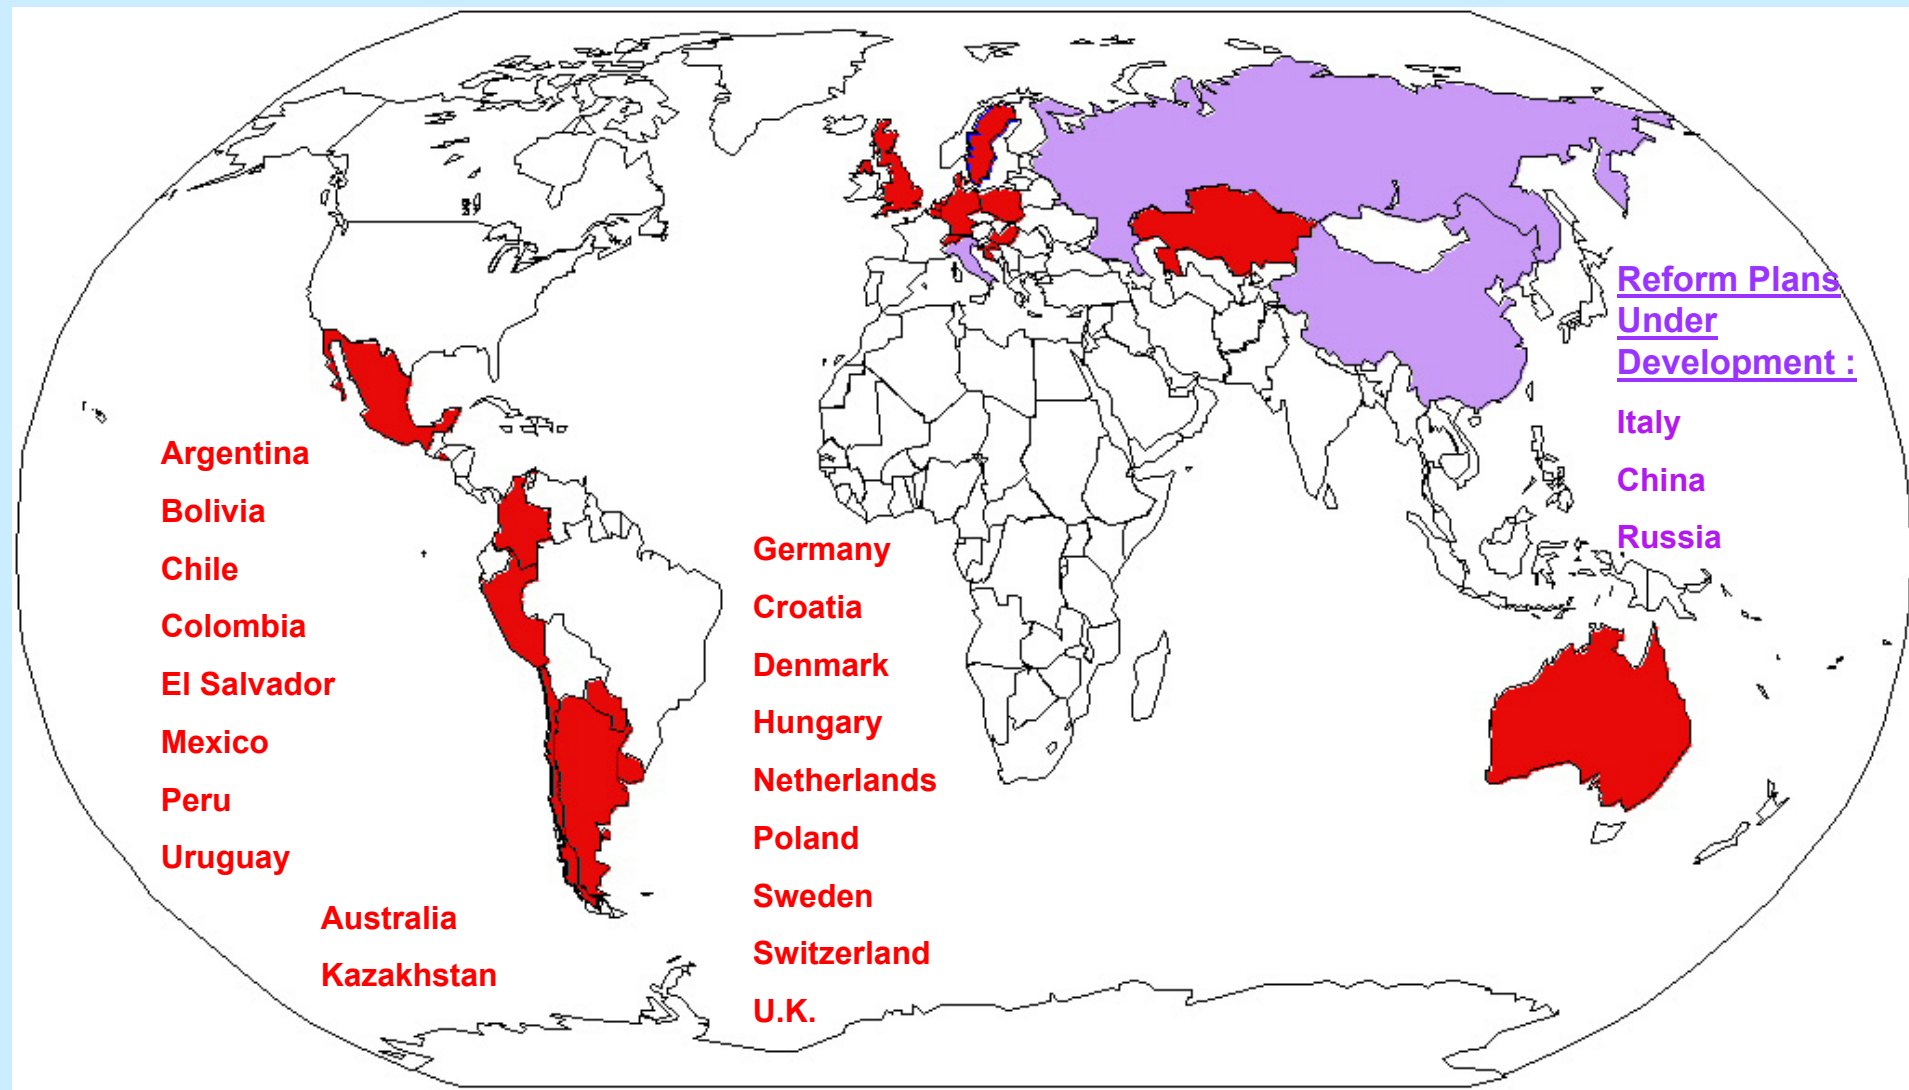 Argentina
Bolivia
Chile
Colombia
El Salvador
Mexico
Peru
Uruguay
Australia
Kazakhstan
Germany
Croatia
Denmark
Hungary
Netherlands
Poland
Sweden
Switzerland
U.K.
Reform Plans
Under
Development :
Italy
China
Russia